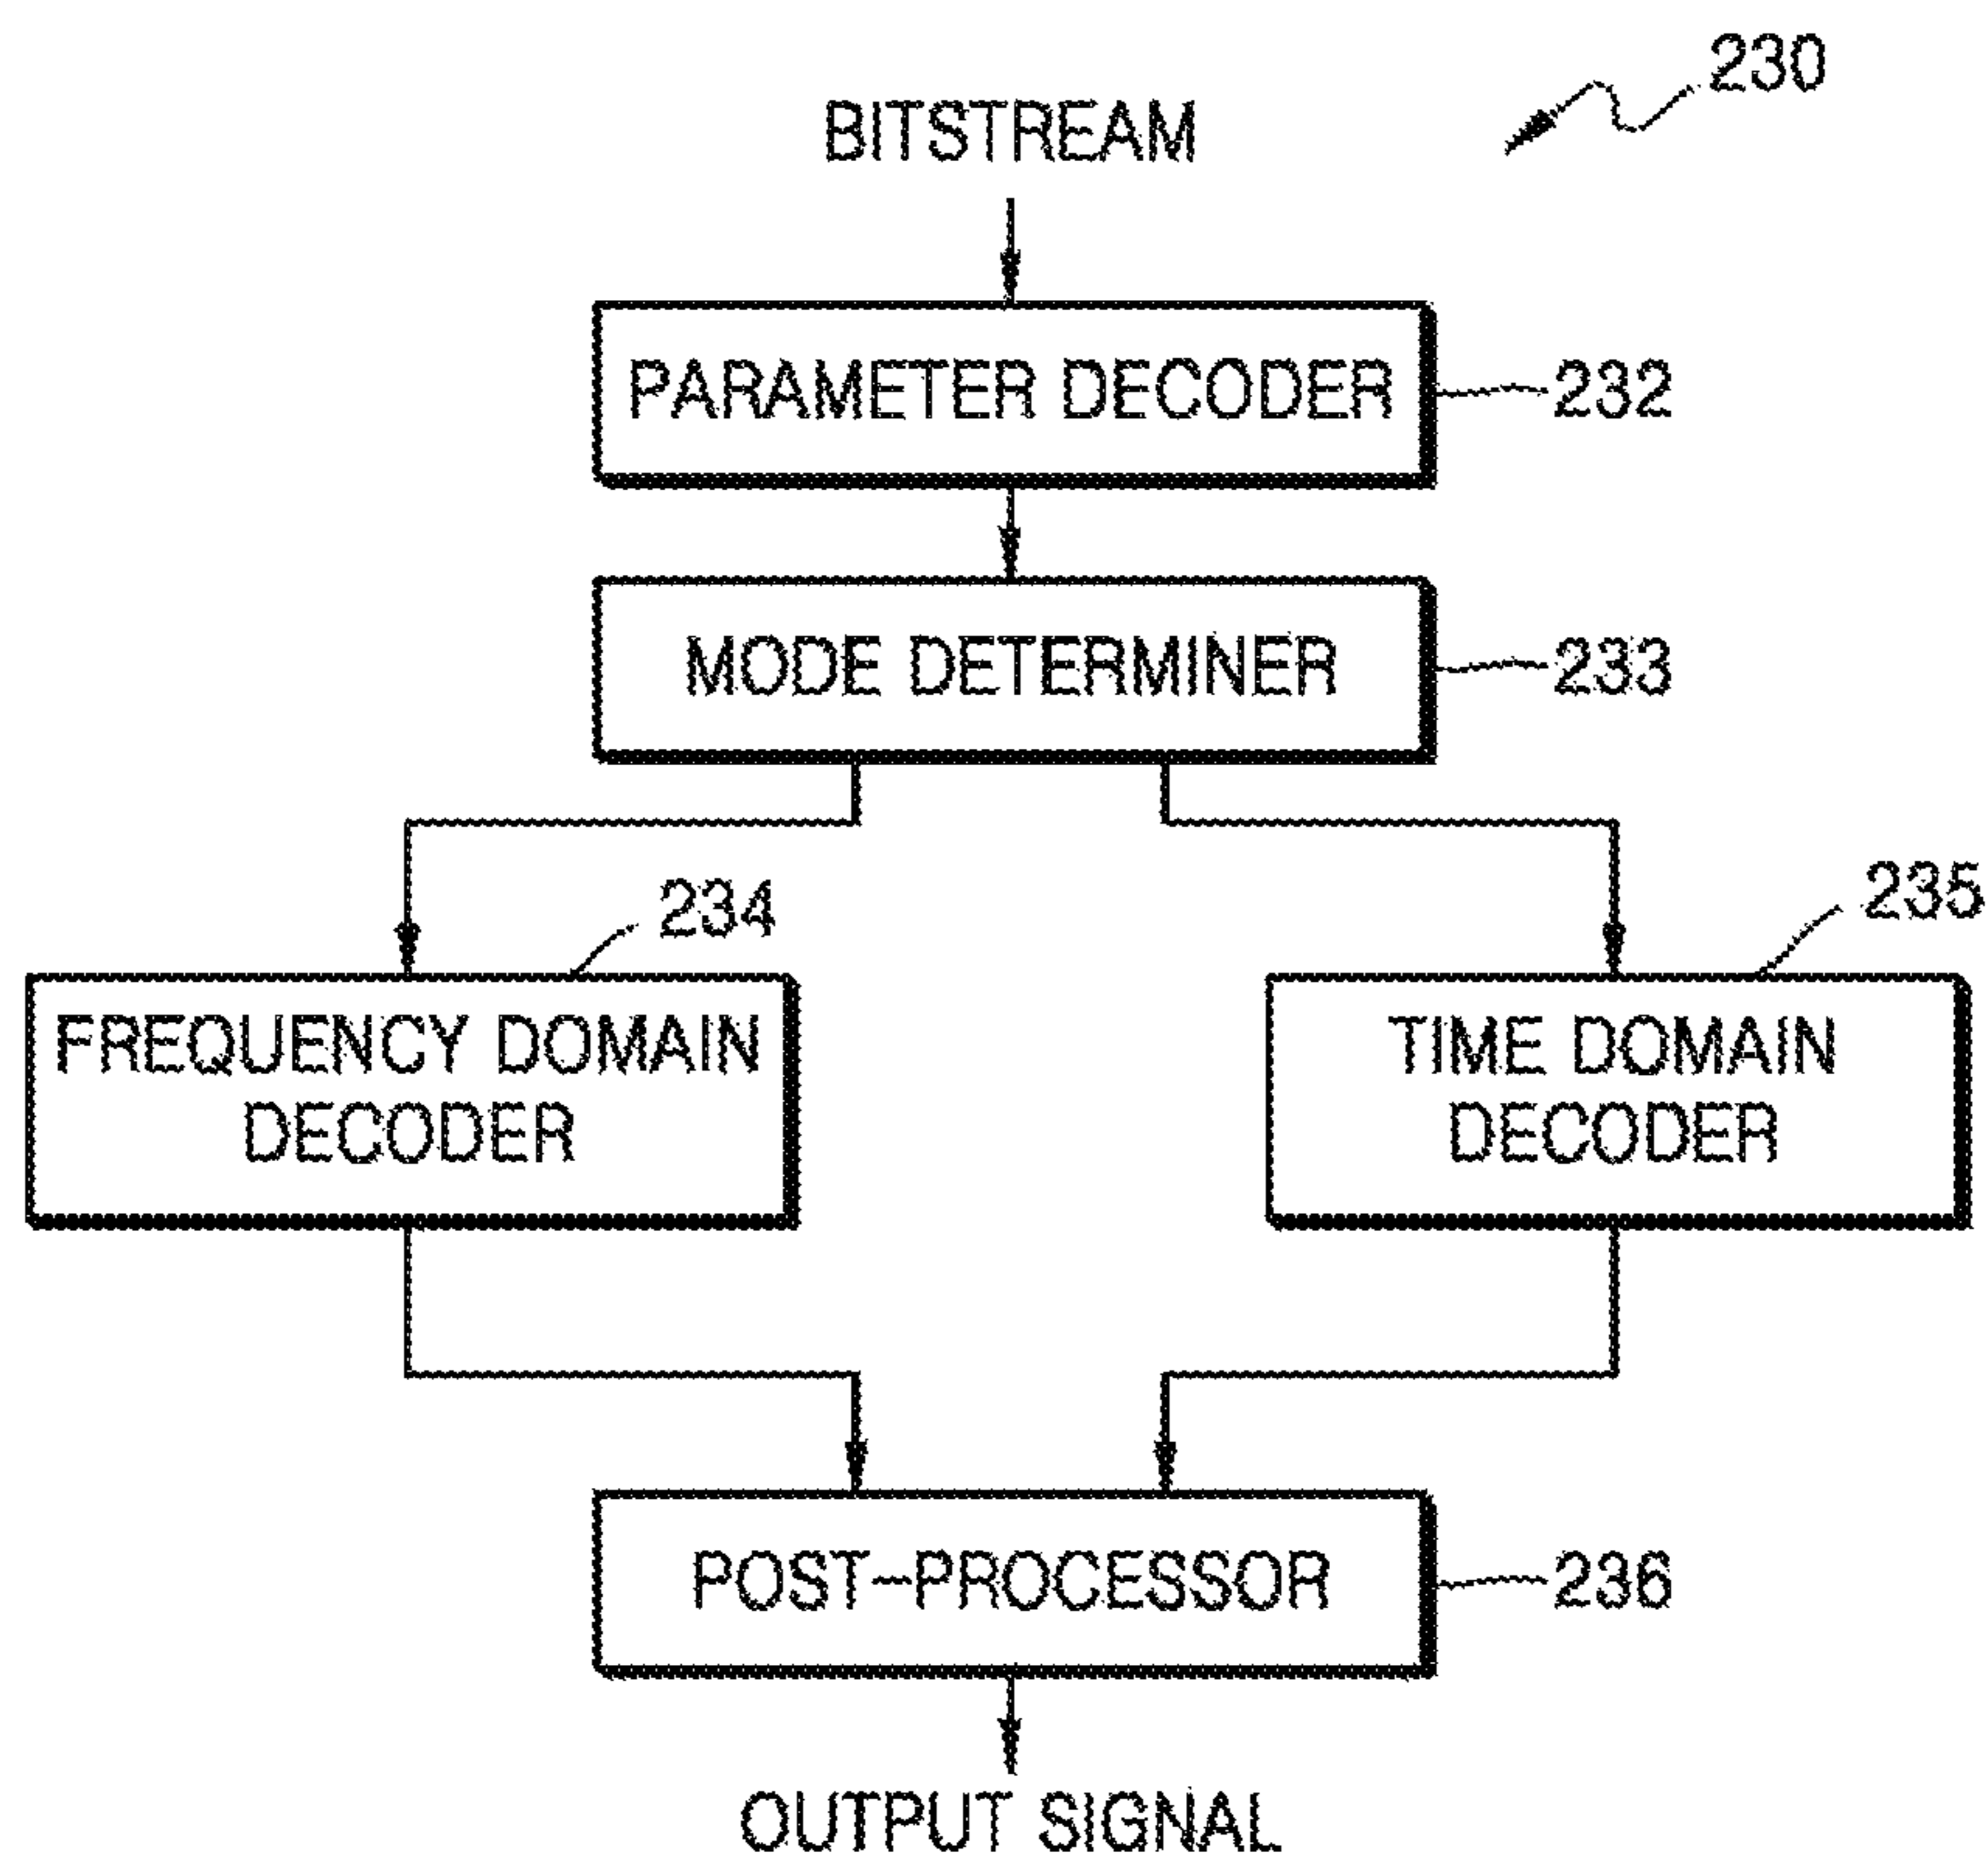 230
BITSTREAM
PARAMETER DECODER
232
MODE DETERMINER
233
234
235
FREQUENCY DOMAIN
DECODER
TIME DOMAIN
DECODER
POST-PROCESSOR
236
OUTPUT SIGNAL